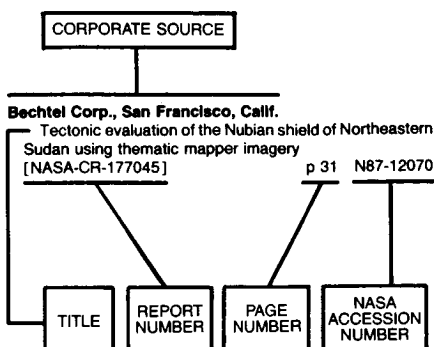 CORPORATE SOURCE
Bechtel Corp., San Francisco, Calif.
Tectonic evaluation of the Nubian shield of Northeastern
Sudan using thematic mapper imagery
[NASA-CR-177045] p 31 N87-12070
TITLE
REPORT
NUMBER
PAGE
NUMBER
NASA
ACCESSION
NUMBER